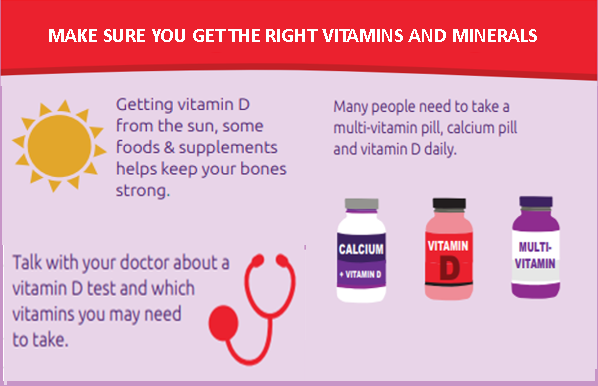 MAKE SURE YOU GET THE RIGHT VITAMINS AND MINERALS
Getting vitamin D
from the sun, some
foods & supplements
helps keep your bones
strong.
Many people need to take a
multi-vitamin pill, calcium pill
and vitamin D daily.
CALCIUM
+ VITAMIN D
VITAMIN
D
MULTI-
VITAMIN
Talk with your doctor about a
vitamin D test and which
vitamins you may need
to take.